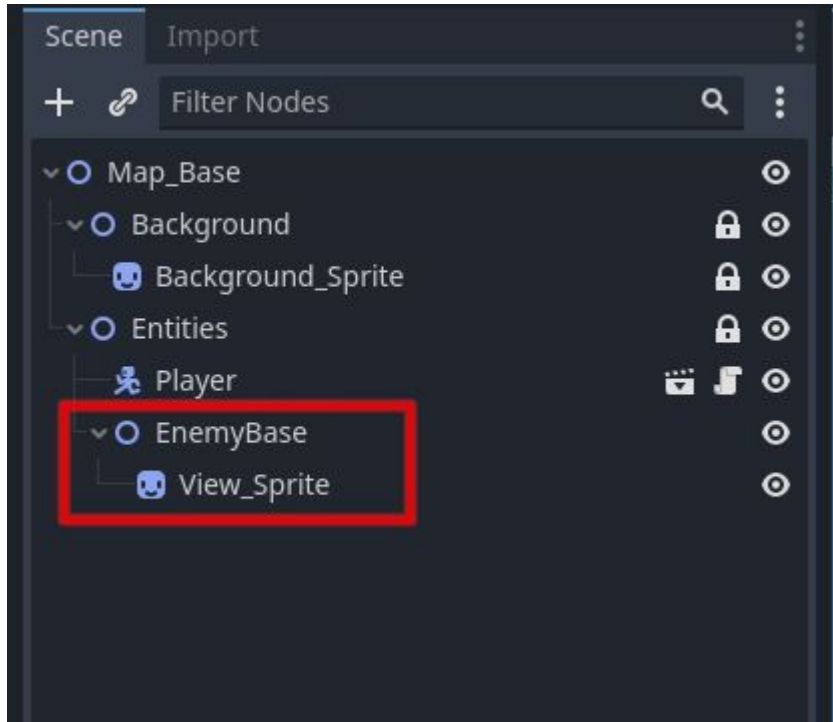 Scene Import
Filter Nodes
Map_Base
Background
Background_Sprite
Entities
Player
EnemyBase
View_Sprite